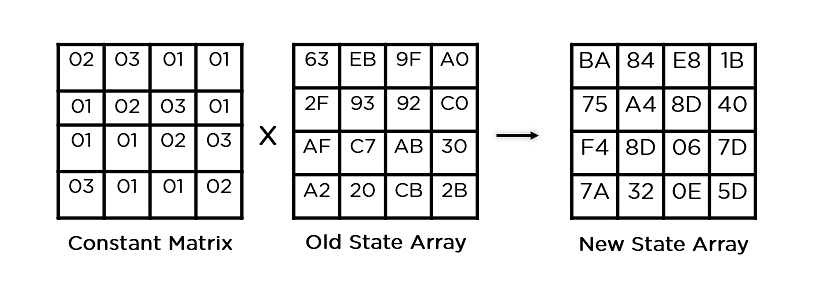 02 03 01 01 63 EB 9F A0 BA 84 E8 1B
01 02 03 01 2F 93 92 C0 75 A4 8D 40
01 01 02 03 X AF C7 AB 30 F4 8D 06 7D
03 01 01 02 A2 20 CB 2B 7A 32 0E 5D
Constant Matrix Old State Array New State Array